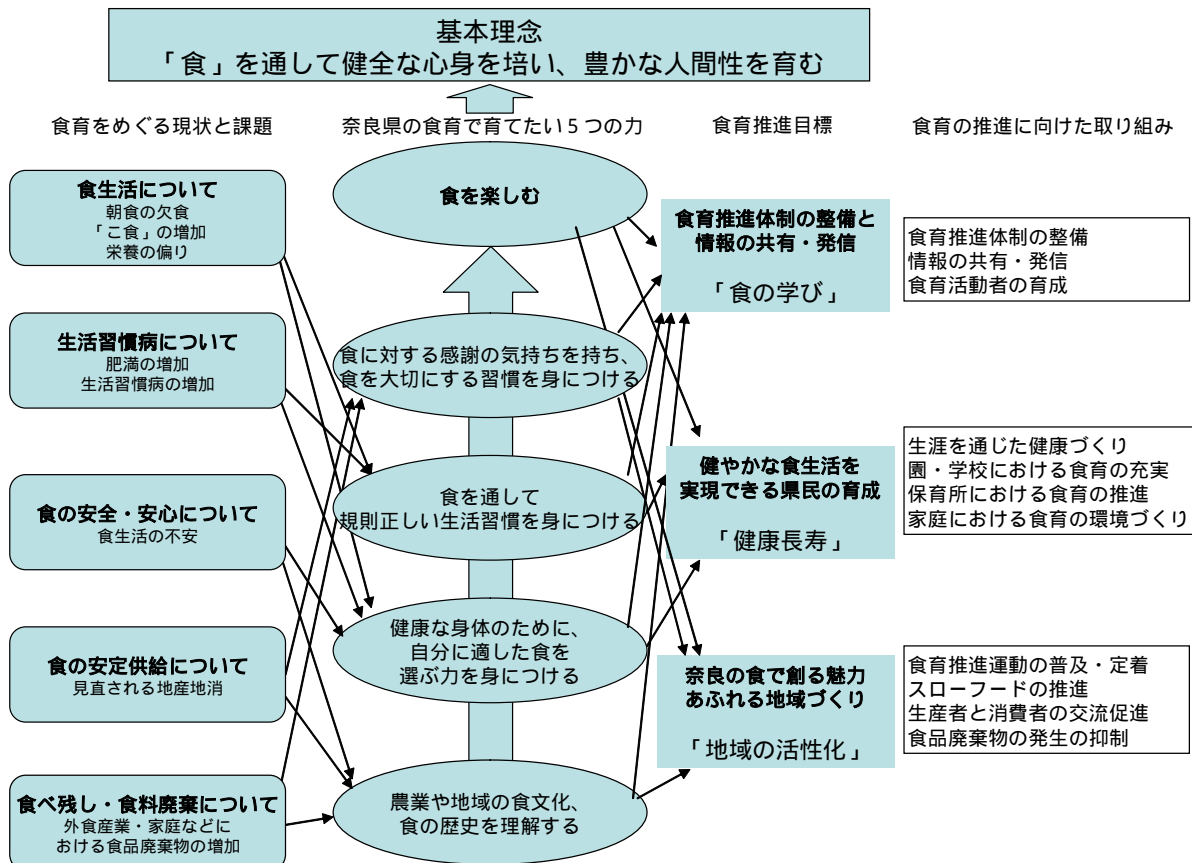 基本理念
「食」を通して健全な心身を培い、豊かな人間性を育む
食育をめぐる現状と課題
奈良県の食育で育てたい５つの力
食育推進目標
食育の推進に向けた取り組み
食生活について
朝食の欠食
「こ食」の増加
栄養の偏り
生活習慣病について
肥満の増加
生活習慣病の増加
食の安全・安心について
食生活の不安
食の安定供給について
見直される地産地消
食べ残し・食料廃棄について
外食産業・家庭などに
おける食品廃棄物の増加
食を楽しむ
食に対する感謝の気持ちを持ち、
食を大切にする習慣を身につける
食を通して
規則正しい生活習慣を身につける
健康な身体のために、
自分に適した食を
選ぶ力を身につける
農業や地域の食文化、
食の歴史を理解する
食育推進体制の整備と
情報の共有・発信
「食の学び」
健やかな食生活を
実現できる県民の育成
「健康長寿」
奈良の食で創る魅力
あふれる地域づくり
「地域の活性化」
食育推進体制の整備
情報の共有・発信
食育活動者の育成
生涯を通じた健康づくり
園・学校における食育の充実
保育所における食育の推進
家庭における食育の環境づくり
食育推進運動の普及・定着
スローフードの推進
生産者と消費者の交流促進
食品廃棄物の発生の抑制